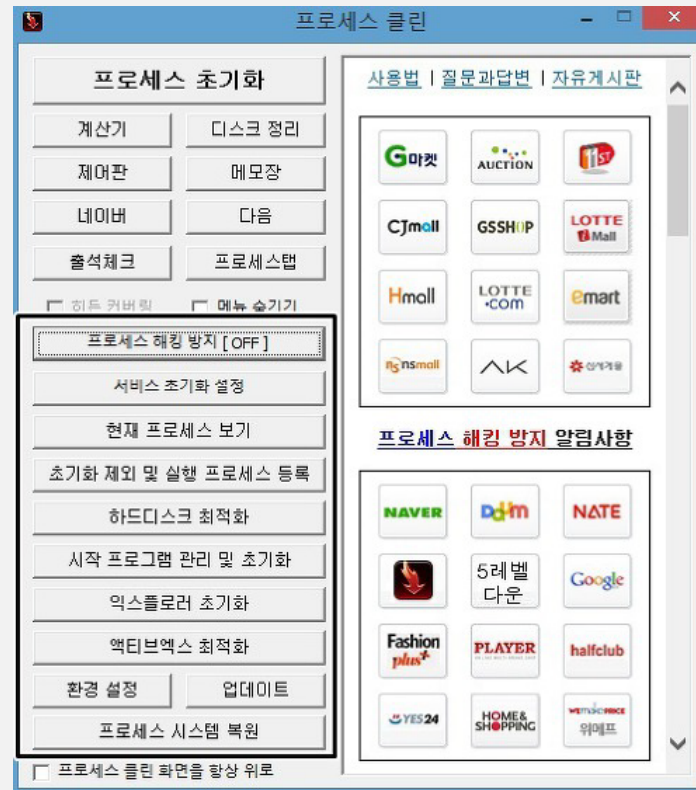 프로세스 클린
프로세스 초기화
계산기 디스크 정리
제어판 메모장
네이버 다음
출석체크 프로세스탭
히든 커버링 메뉴 숨기기
프로세스 해킹 방지 [ OFF ]
서비스 초기화 설정
현재 프로세스 보기
초기화 제외 및 실행 프로세스 등록
하드디스크 최적화
시작 프로그램 관리 및 초기화
익스플로러 초기화
액티브엑스 최적화
환경 설정 업데이트
프로세스 시스템 복원
프로세스 클린 화면을 항상 위로
사용법 | 질문과답변 | 자유게시판
G마켓 AUCTION 11ST
CJmall GSSHOP LOTTE
Mall
Hmall LOTTE
.COM emart
nsmall AK 신세계몰
프로세스 해킹 방지 알림사항
NAVER Daum NATE
5레벨
다운 Google
Fashion
plus+ PLAYER halfclub
YES24 HOME&
SHOPPING WEMAKEPRICE
위메프